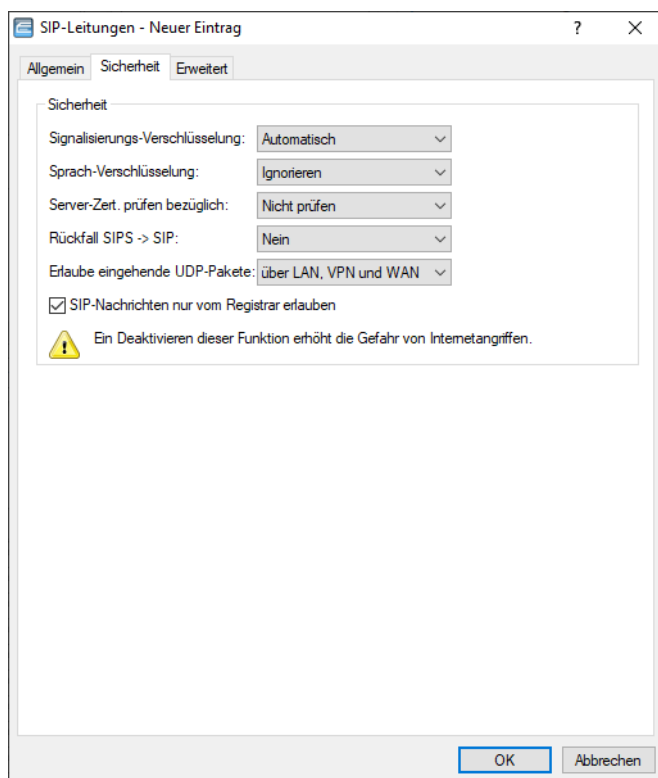 SIP-Leitungen - Neuer Eintrag ?
Allgemein Sicherheit Erweitert
Sicherheit
Signalisierungs-Verschlüsselung: Automatisch
Sprach-Verschlüsselung: Ignorieren
Server-Zert. prüfen bezüglich: Nicht prüfen
Rückfall SIPS -> SIP: Nein
Erlaube eingehende UDP-Pakete: über LAN, VPN und WAN
SIP-Nachrichten nur vom Registrar erlauben
Ein Deaktivieren dieser Funktion erhöht die Gefahr von Internetangriffen.
OK Abbrechen